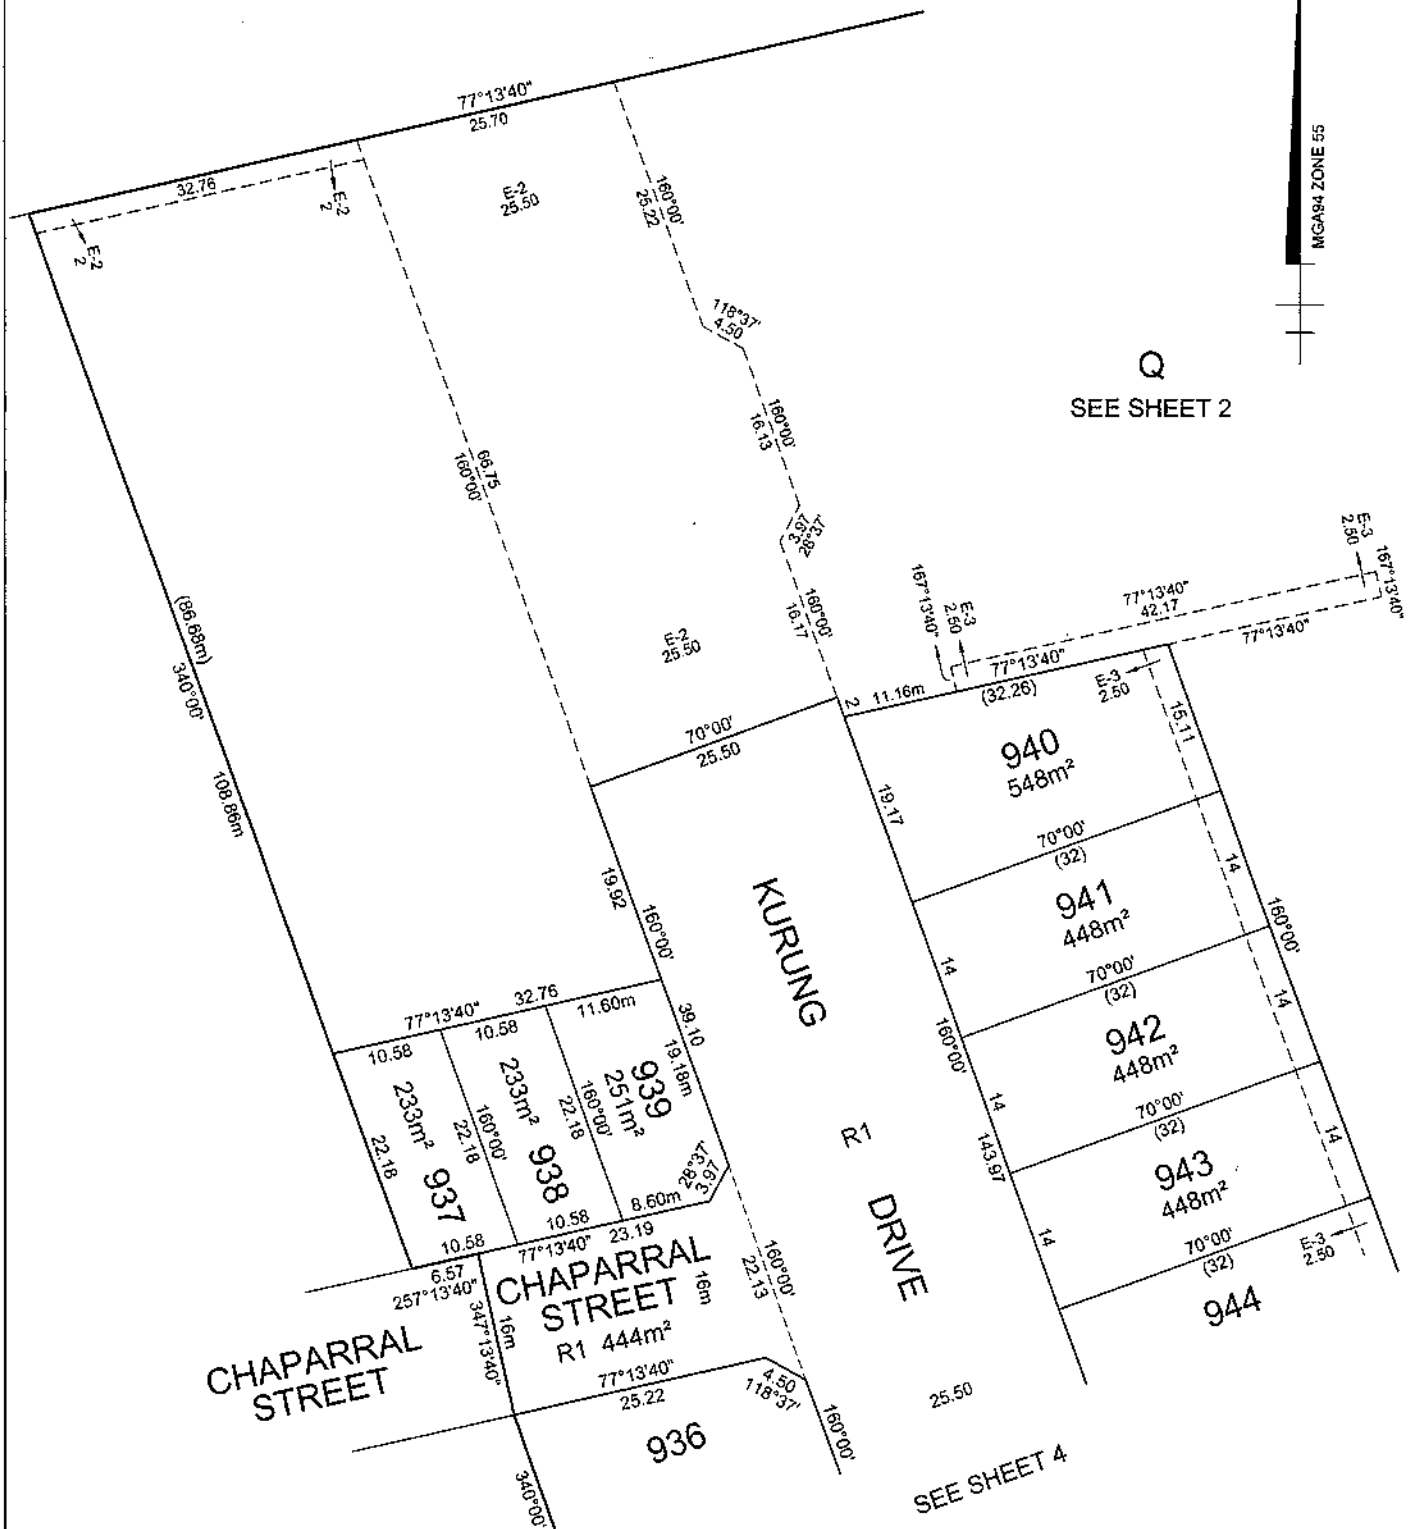 77°13'40"
25.70
32.76
E-2
2
E-2
2
E-2
25.50
160°00'
25.22
MGA94 ZONE 55
118°37'
4.50
Q
SEE SHEET 2
160°00'
16.13
66.75
160°00'
3.97
28°37'
160°00'
16.17
E-2
25.50
(86.68m)
340°00'
108.86m
167°13'40"
E-3
2.50
77°13'40"
42.17
E-3
2.50
167°13'40"
77°13'40"
77°13'40"
(32.26)
2
11.16m
E-3
2.50
15.11
70°00'
25.50
940
548m²
19.17
70°00'
(32)
14
941
448m²
160°00'
19.92
160°00'
KURUNG
14
70°00'
(32)
14
942
448m²
160°00'
77°13'40"
32.76
10.58
10.58
11.60m
39.10
19.18m
233m²
937
22.18
22.18
160°00'
233m²
938
22.18
160°00'
939
251m²
28°37'
3.97
8.60m
10.58
10.58
77°13'40"
23.19
R1
DRIVE
14
143.97
70°00'
(32)
14
943
448m²
14
70°00'
(32)
E-3
2.50
944
6.57
257°13'40"
347°13'40"
16m
CHAPARRAL
STREET
R1 444m²
16m
160°00'
22.13
CHAPARRAL
STREET
77°13'40"
25.22
4.50
118°37'
160°00'
25.50
936
340°00'
SEE SHEET 4